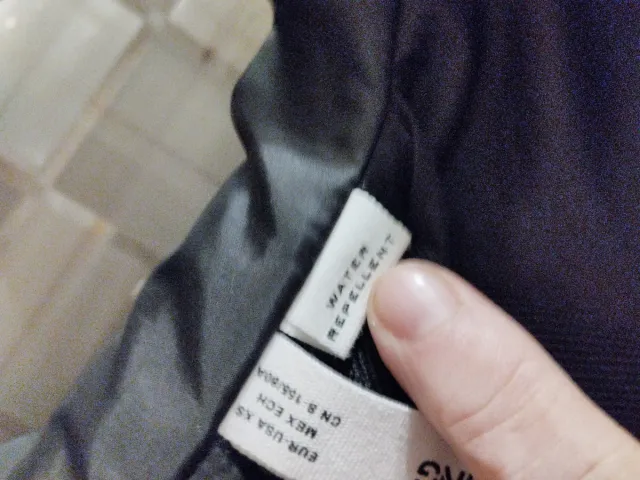 WATER
REPELLENT
EUR-USA XS
MEX ECH
CN S 155/80A